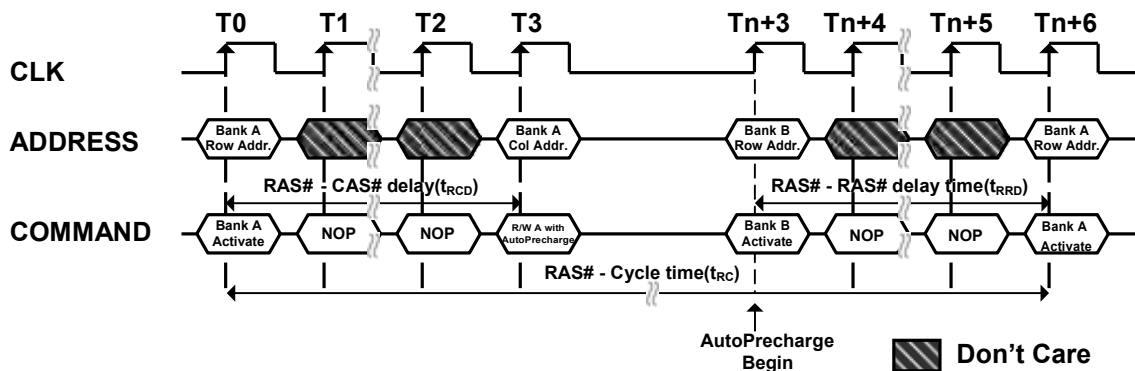 T0 T1 T2 T3 Tn+3 Tn+4 Tn+5 Tn+6
CLK
ADDRESS
Bank A
Row Addr.
Bank A
Col Addr.
Bank B
Row Addr.
Bank A
Row Addr.
RAS# - CAS# delay(tRCD)
RAS# - RAS# delay time(tRRD)
COMMAND
Bank A
Activate
NOP
NOP
R/W A with
AutoPrecharge
Bank B
Activate
NOP
NOP
Bank A
Activate
RAS# - Cycle time(tRC)
AutoPrecharge
Begin
Don't Care